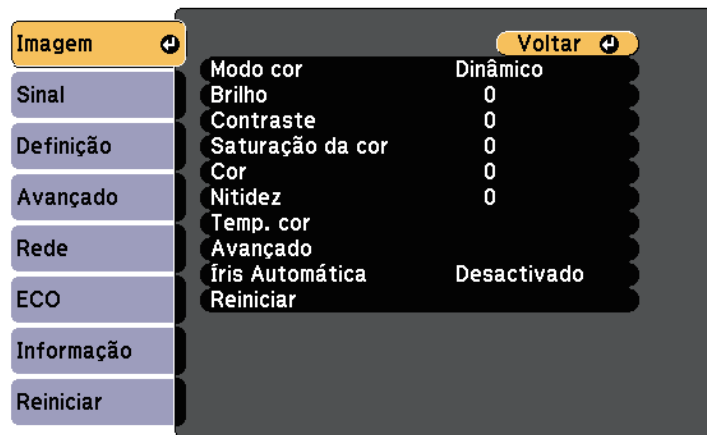 Imagem
Sinal
Definição
Avançado
Rede
ECO
Informação
Reiniciar
Voltar
Modo cor Dinâmico
Brilho 0
Contraste 0
Saturação da cor 0
Cor 0
Nitidez 0
Temp. cor
Avançado
Íris Automática Desactivado
Reiniciar